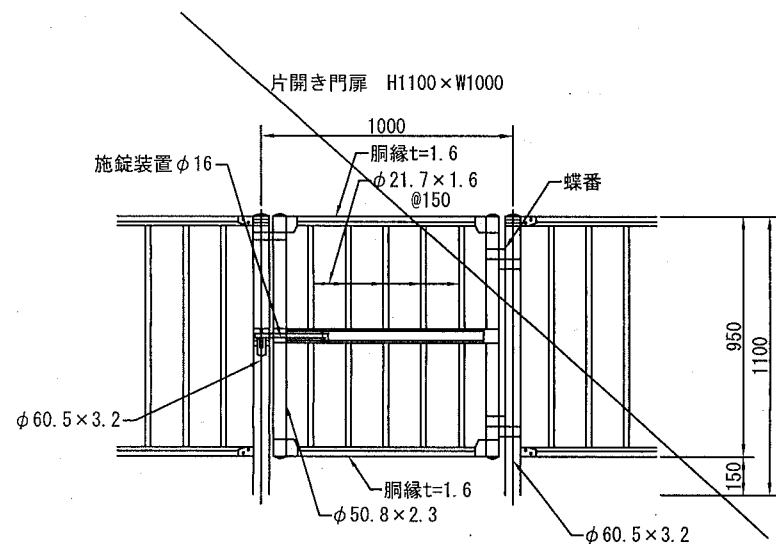 片開き門扉 H1100×W1000
1000
胴縁t=1.6
施錠装置φ16
φ21.7×1.6
@150
蝶番
950
1100
150
φ60.5×3.2
胴縁t=1.6
φ50.8×2.3
φ60.5×3.2